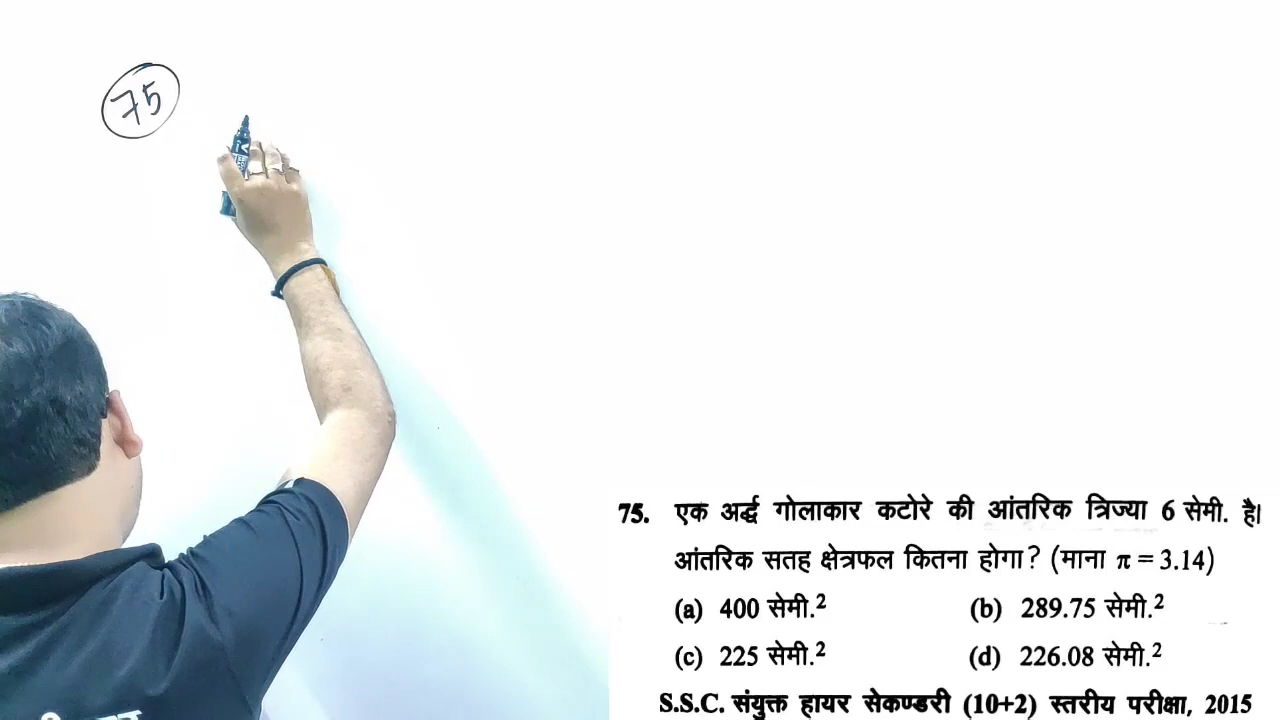 75
75. एक अर्द्ध गोलाकार कटोरे की आंतरिक त्रिज्या 6 सेमी. है।
आंतरिक सतह क्षेत्रफल कितना होगा? (माना π = 3.14)
(a) 400 सेमी.² (b) 289.75 सेमी.²
(c) 225 सेमी.² (d) 226.08 सेमी.²
S.S.C. संयुक्त हायर सेकण्डरी (10+2) स्तरीय परीक्षा, 2015